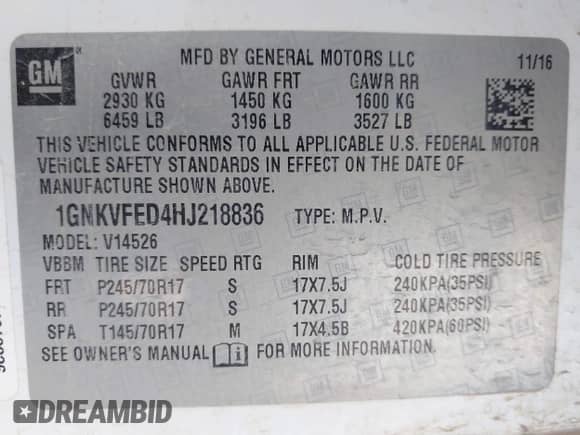 GM
MFD BY GENERAL MOTORS LLC 11/16
GVWR GAWR FRT GAWR RR
2930 KG 1450 KG 1600 KG
6459 LB 3196 LB 3527 LB
THIS VEHICLE CONFORMS TO ALL APPLICABLE U.S. FEDERAL MOTOR
VEHICLE SAFETY STANDARDS IN EFFECT ON THE DATE OF
MANUFACTURE SHOWN ABOVE.
1GNKVFED4HJ218836 TYPE: M.P.V.
MODEL: V14526
VBBM TIRE SIZE SPEED RTG RIM COLD TIRE PRESSURE
FRT P245/70R17 S 17X7.5J 240KPA(35PSI)
RR P245/70R17 S 17X7.5J 240KPA(35PSI)
SPA T145/70R17 M 17X4.5B 420KPA(60PSI)
SEE OWNER'S MANUAL FOR MORE INFORMATION.
DREAMBID